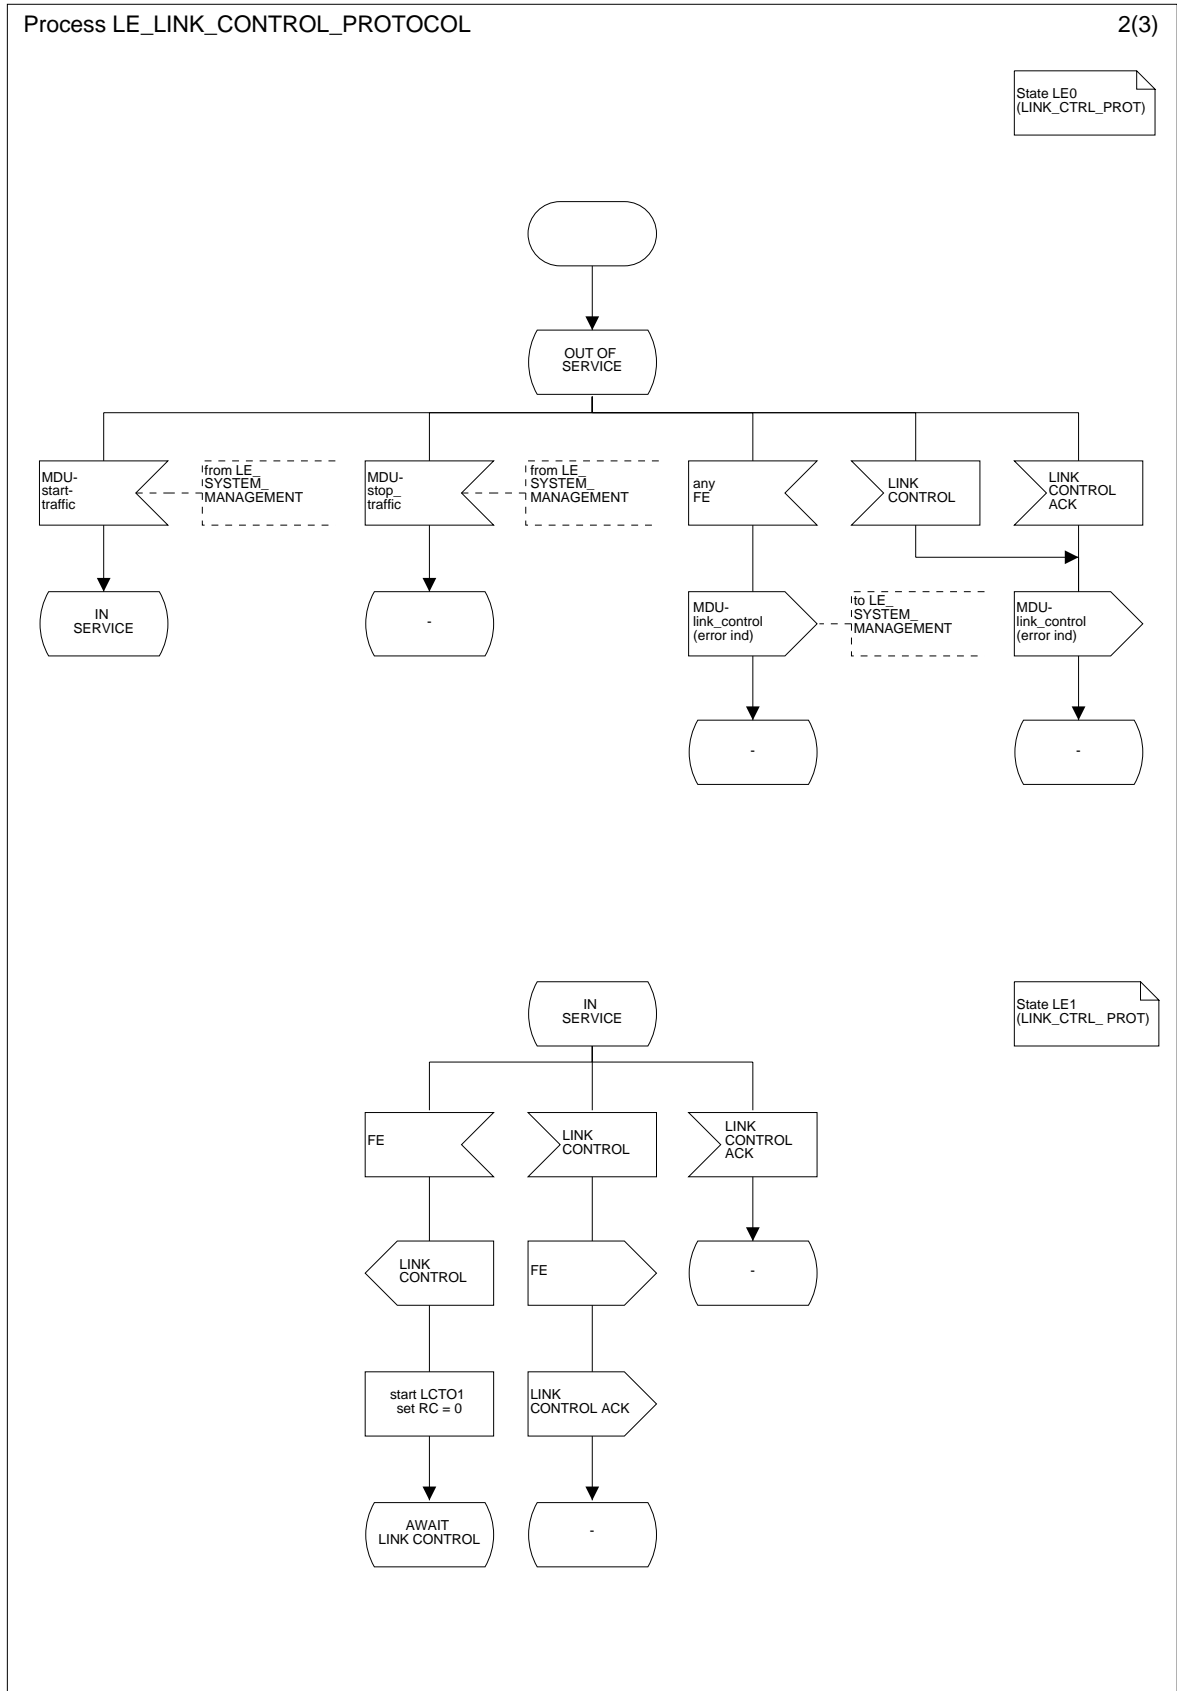 Process LE_LINK_CONTROL_PROTOCOL
2(3)
State LE0
(LINK_CTRL_PROT)
OUT OF
SERVICE
MDU-
start-
traffic
from LE_
SYSTEM_
MANAGEMENT
MDU-
stop_
traffic
from LE_
SYSTEM_
MANAGEMENT
any
FE
LINK
CONTROL
LINK
CONTROL
ACK
IN
SERVICE
-
MDU-
link_control
(error ind)
to LE_
SYSTEM_
MANAGEMENT
MDU-
link_control
(error ind)
-
-
IN
SERVICE
State LE1
(LINK_CTRL_ PROT)
FE
LINK
CONTROL
LINK
CONTROL
ACK
LINK
CONTROL
FE
-
start LCTO1
set RC = 0
LINK
CONTROL ACK
AWAIT
LINK CONTROL
-